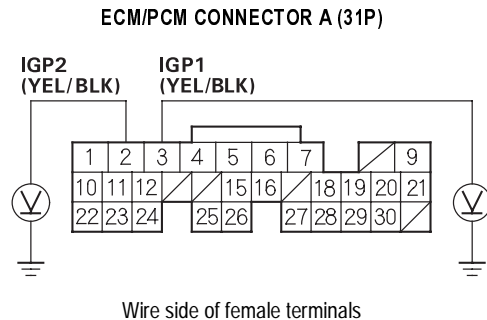 ECM/PCM CONNECTOR A (31P)
IGP2 IGP1
(YEL/BLK) (YEL/BLK)
1 2 3 4 5 6 7 9
10 11 12 15 16 18 19 20 21
V V
22 23 24 25 26 27 28 29 30
Wire side of female terminals